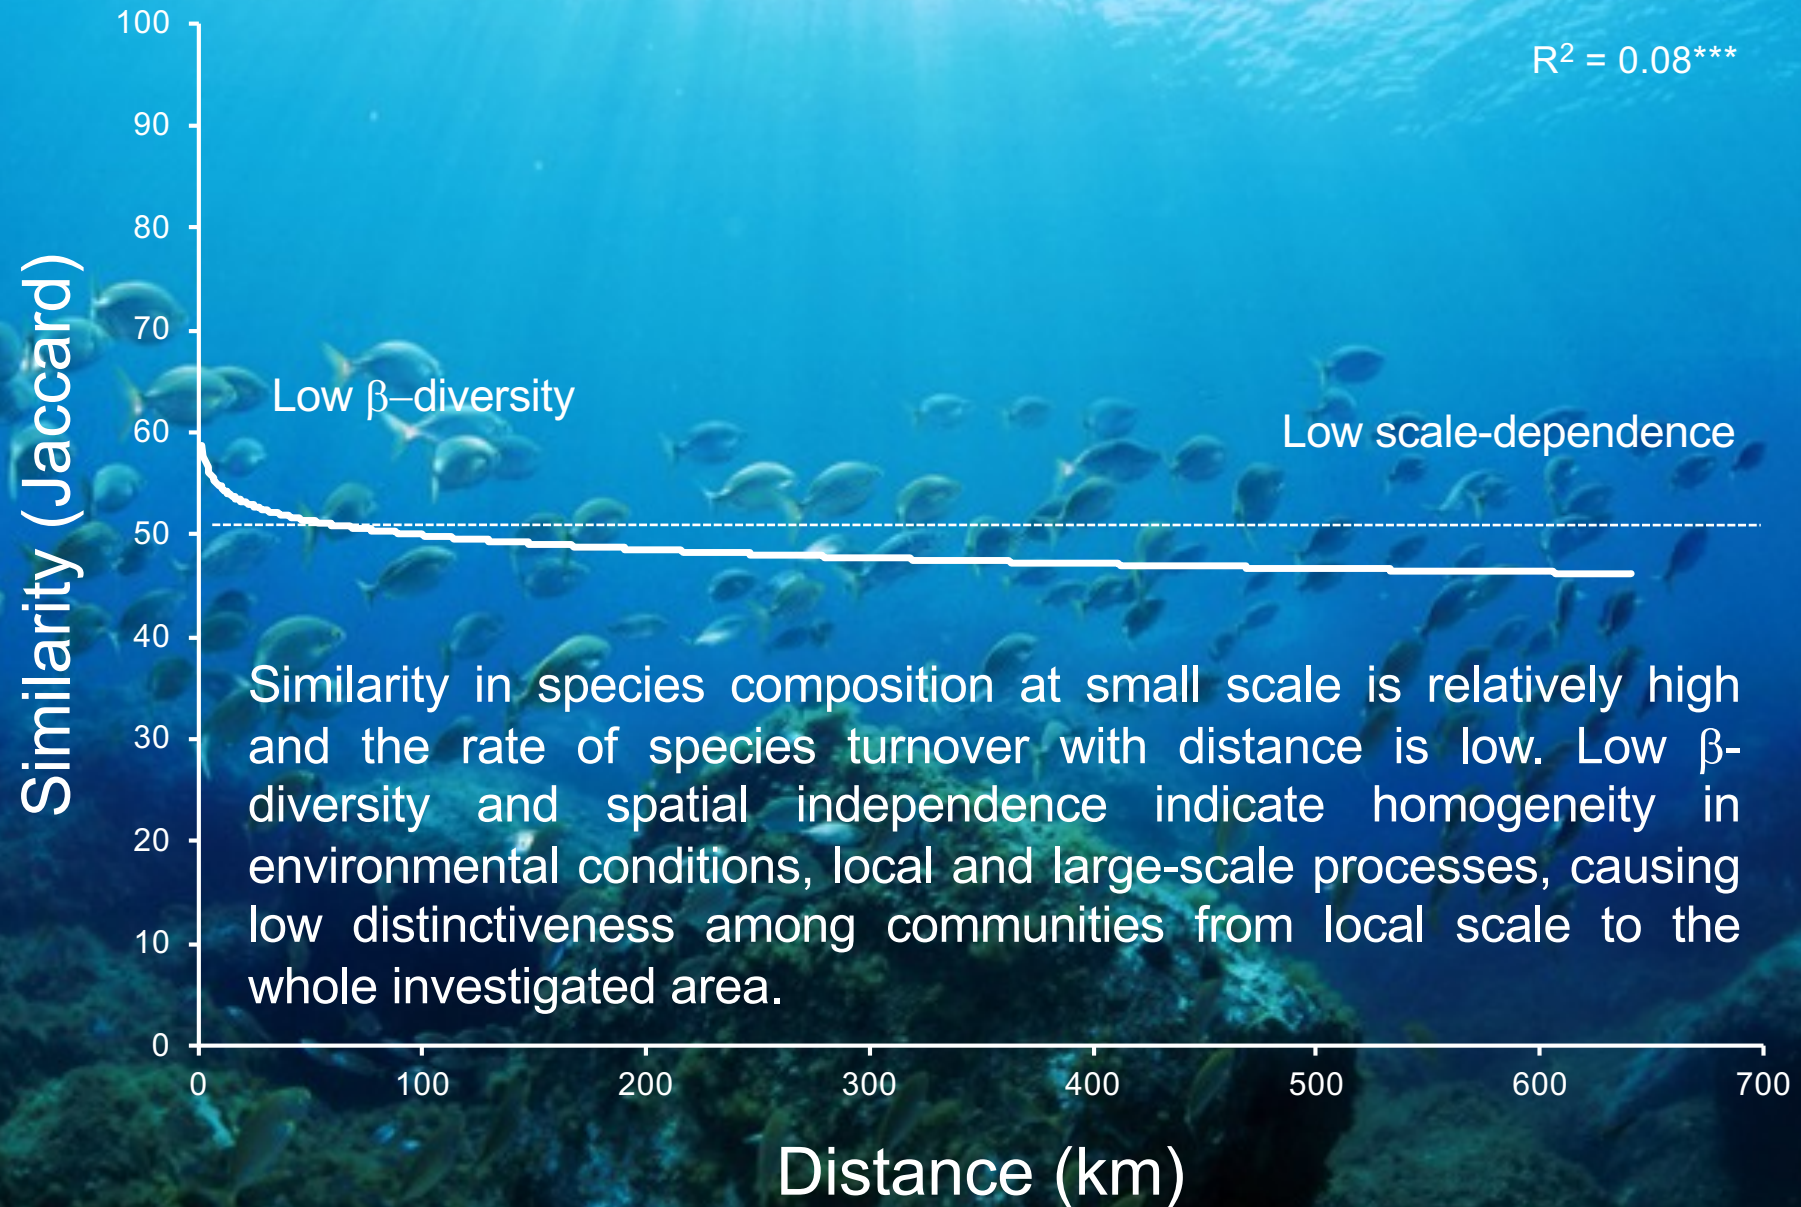 R² = 0.08***
Similarity (Jaccard)
100
90
80
70
60
50
40
30
20
10
0
Low β–diversity
Low scale-dependence
Similarity in species composition at small scale is relatively high
and the rate of species turnover with distance is low. Low β-
diversity and spatial independence indicate homogeneity in
environmental conditions, local and large-scale processes, causing
low distinctiveness among communities from local scale to the
whole investigated area.
0 100 200 300 400 500 600 700
Distance (km)